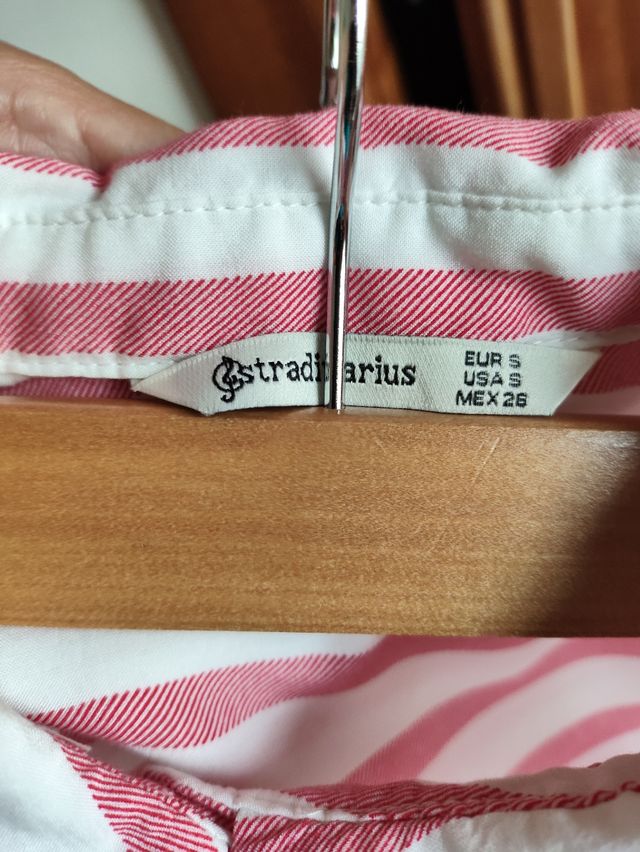 stradivarius
EUR S
USA S
MEX 26